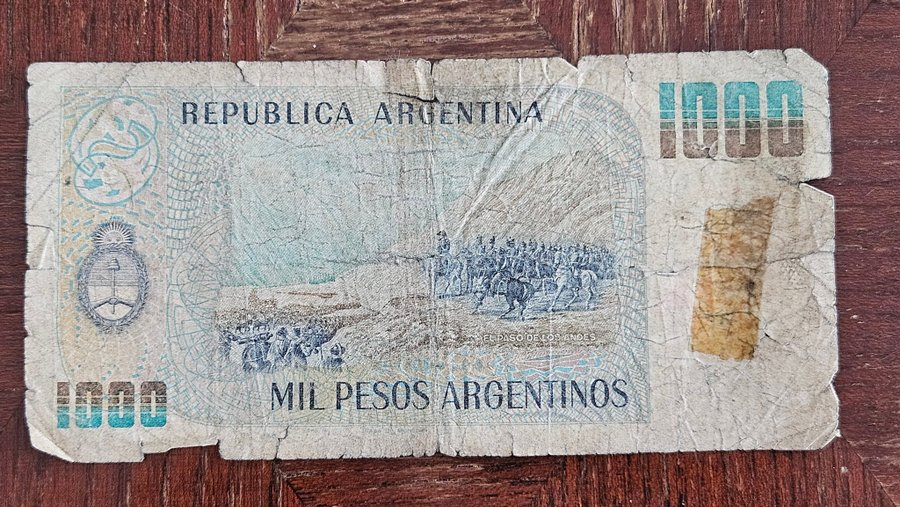 REPUBLICA ARGENTINA
1000
EL PASO DE LOS ANDES
1000
MIL PESOS ARGENTINOS